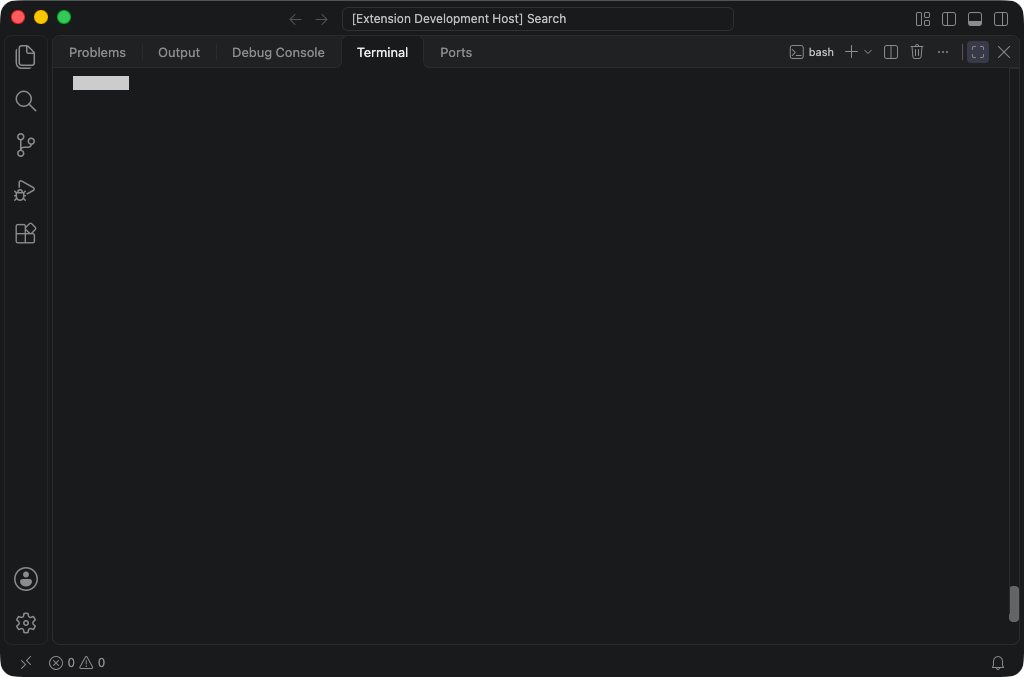 [Extension Development Host] Search
Problems
Output
Debug Console
Terminal
Ports
bash
0
0